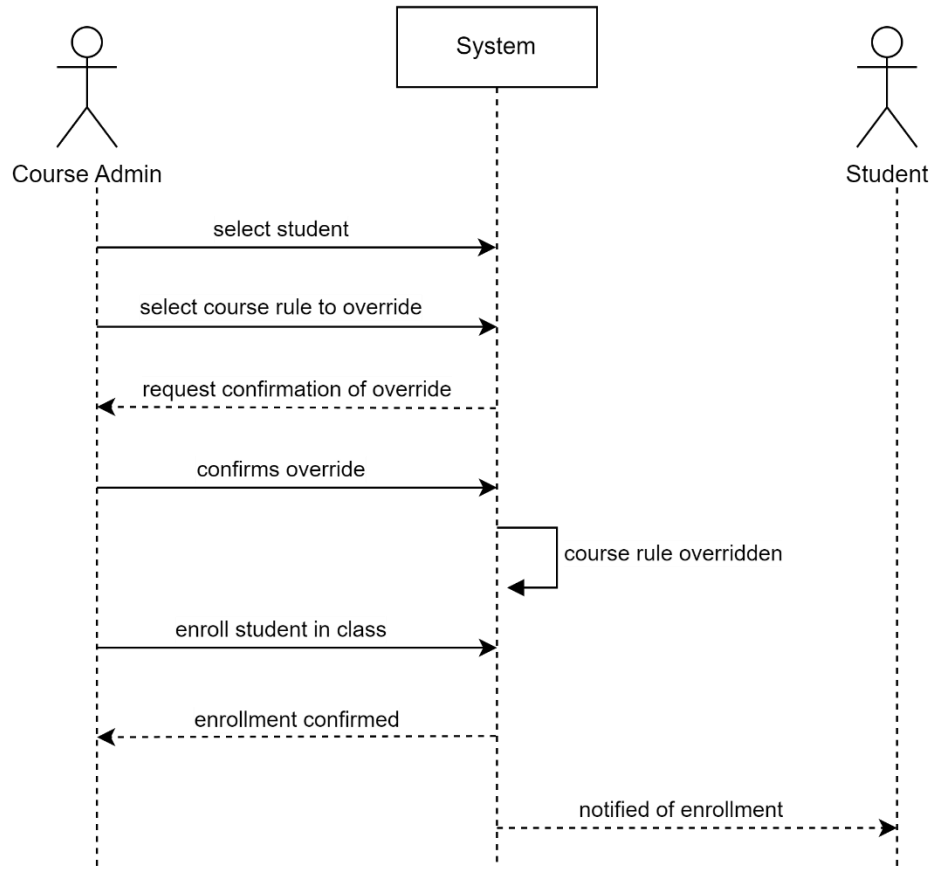 System
Course Admin
Student
select student
select course rule to override
request confirmation of override
confirms override
course rule overridden
enroll student in class
enrollment confirmed
notified of enrollment